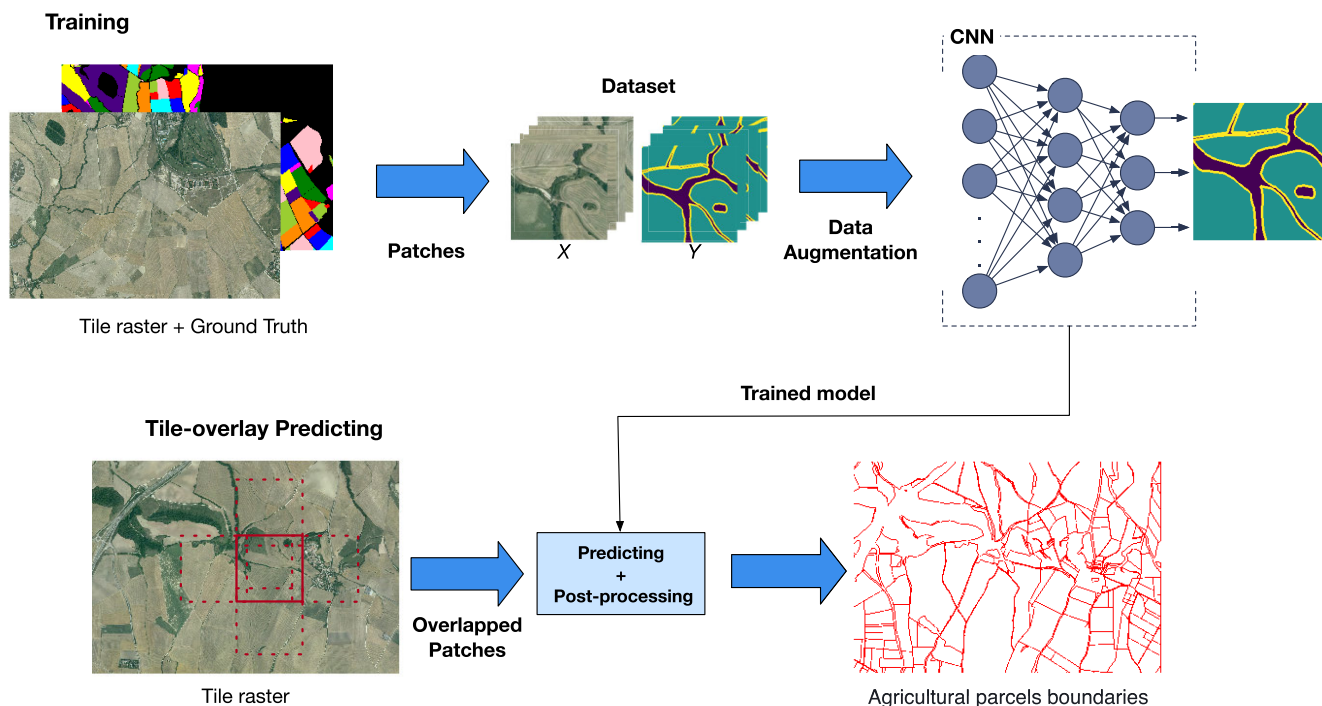 Training
CNN
Dataset
Patches
X
Y
Data
Augmentation
Tile raster + Ground Truth
Trained model
Tile-overlay Predicting
Predicting
+
Post-processing
Overlapped
Patches
Tile raster
Agricultural parcels boundaries